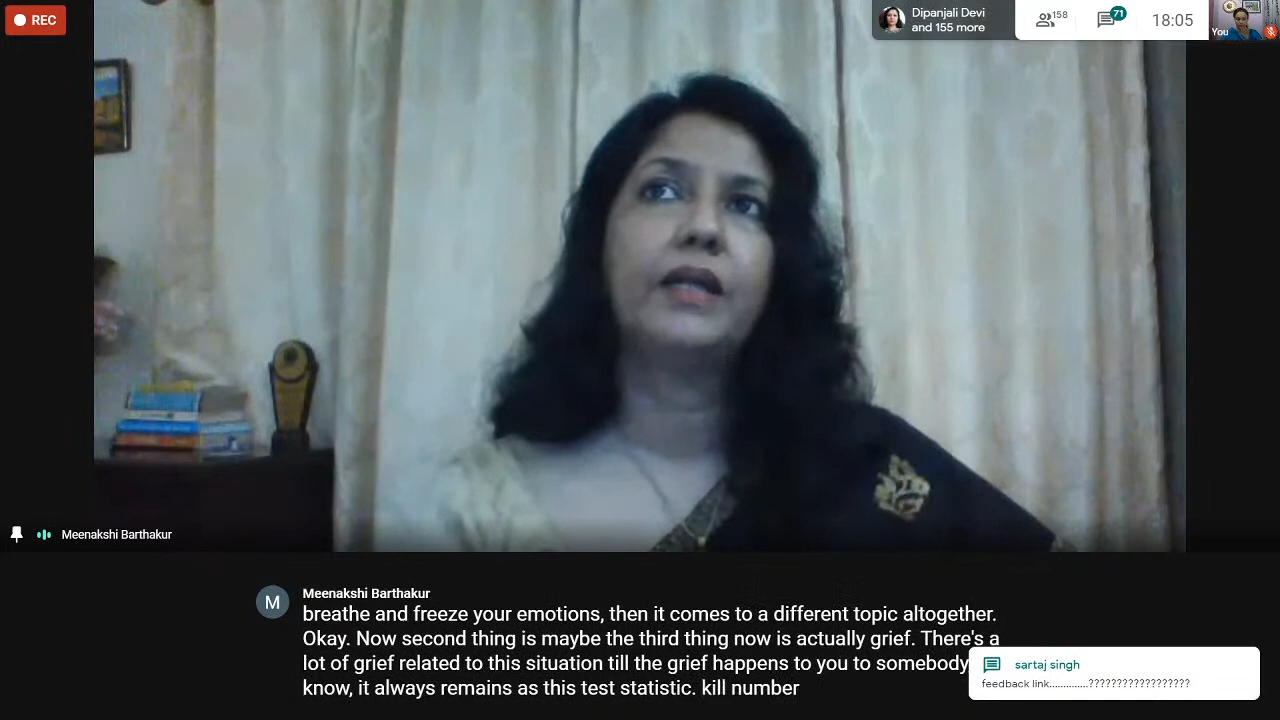 REC
Dipanjali Devi
and 155 more
158
71
18:05
You
Meenakshi Barthakur
M
Meenakshi Barthakur
breathe and freeze your emotions, then it comes to a different topic altogether.
Okay. Now second thing is maybe the third thing now is actually grief. There's a
lot of grief related to this situation till the grief happens to you to somebody
know, it always remains as this test statistic. kill number
sartaj singh
feedback link.............??????????????????